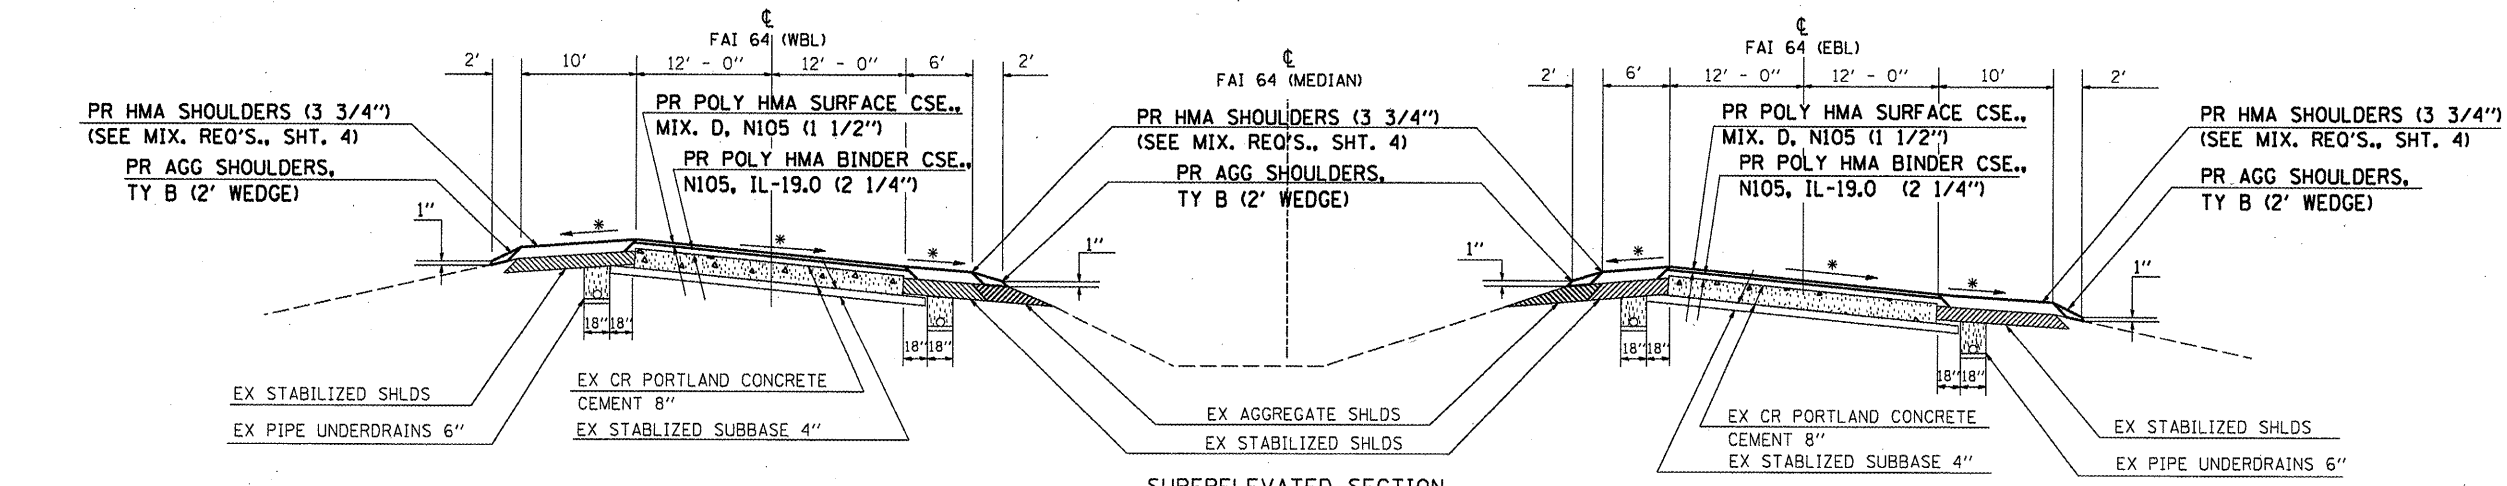 ℄
FAI 64 (WBL)
2' 10' 12' - 0" 12' - 0" 6' 2'
PR HMA SHOULDERS (3 3/4")
(SEE MIX. REQ'S., SHT. 4)
PR AGG SHOULDERS,
TY B (2' WEDGE)
PR POLY HMA SURFACE CSE.,
MIX. D, N105 (1 1/2")
PR POLY HMA BINDER CSE.,
N105, IL-19.0 (2 1/4")
1"
*
*
*
1"
18" 18"
18" 18"
EX STABILIZED SHLDS
EX PIPE UNDERDRAINS 6"
EX CR PORTLAND CONCRETE
CEMENT 8"
EX STABLIZED SUBBASE 4"
℄
FAI 64 (MEDIAN)
PR HMA SHOULDERS (3 3/4")
(SEE MIX. REQ'S., SHT. 4)
PR AGG SHOULDERS,
TY B (2' WEDGE)
EX AGGREGATE SHLDS
EX STABILIZED SHLDS
℄
FAI 64 (EBL)
2' 6' 12' - 0" 12' - 0" 10' 2'
PR POLY HMA SURFACE CSE.,
MIX. D, N105 (1 1/2")
PR POLY HMA BINDER CSE.,
N105, IL-19.0 (2 1/4")
PR HMA SHOULDERS (3 3/4")
(SEE MIX. REQ'S., SHT. 4)
PR AGG SHOULDERS,
TY B (2' WEDGE)
1"
*
*
*
1"
18" 18"
18" 18"
EX CR PORTLAND CONCRETE
CEMENT 8"
EX STABLIZED SUBBASE 4"
EX STABILIZED SHLDS
EX PIPE UNDERDRAINS 6"
SUPERELEVATED SECTION